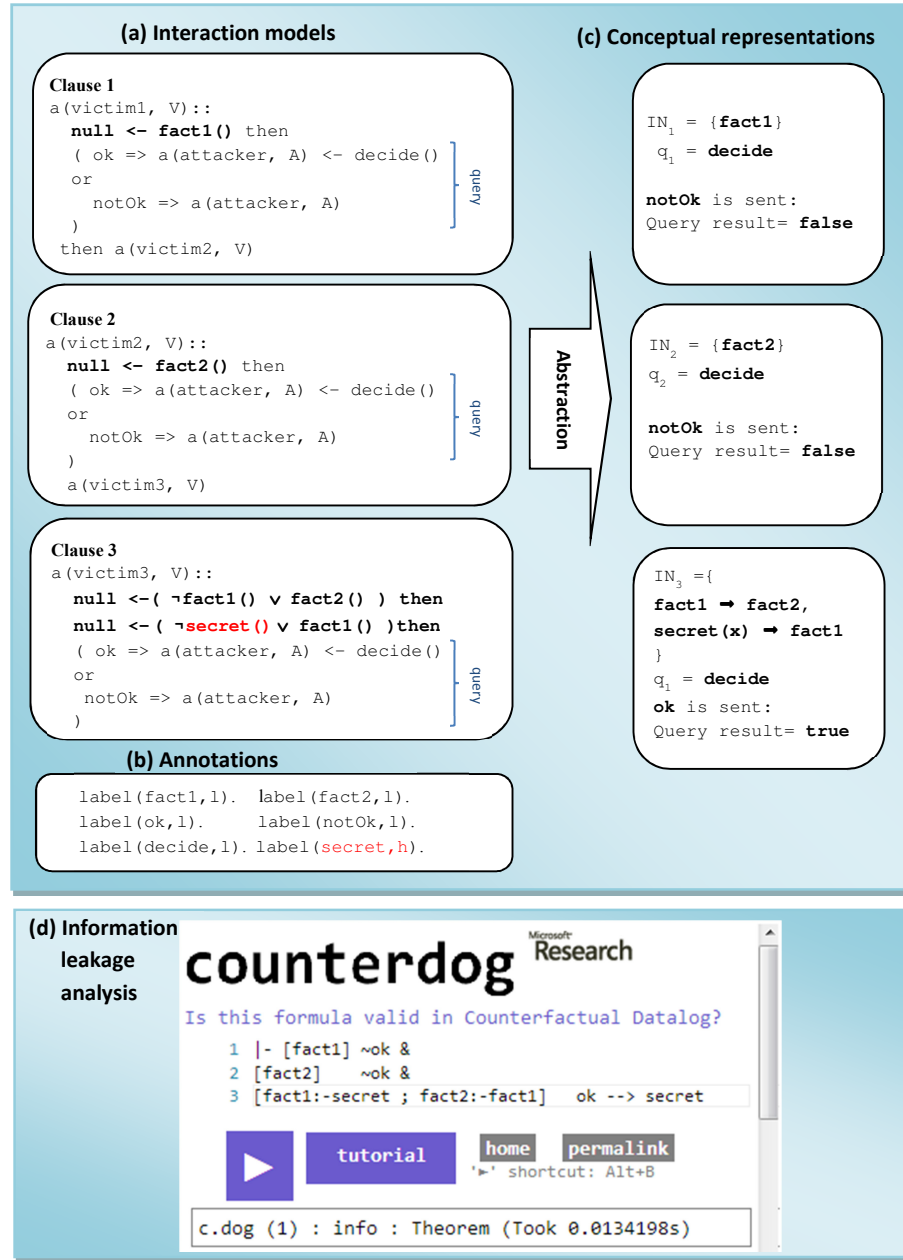 (a) Interaction models
Clause 1
a(victim1, V)::
null <- fact1() then
( ok => a(attacker, A) <- decide()
or
notOk => a(attacker, A)
)
then a(victim2, V)
query
Clause 2
a(victim2, V)::
null <- fact2() then
( ok => a(attacker, A) <- decide()
or
notOk => a(attacker, A)
)
a(victim3, V)
query
Clause 3
a(victim3, V)::
null <-( ¬fact1() ∨ fact2() ) then
null <-( ¬secret() ∨ fact1() )then
( ok => a(attacker, A) <- decide()
or
notOk => a(attacker, A)
)
query
(b) Annotations
label(fact1,l). label(fact2,l).
label(ok,l). label(notOk,l).
label(decide,l). label(secret,h).
Abstraction
(c) Conceptual representations
IN₁ = {fact1}
q₁ = decide
notOk is sent:
Query result= false
IN₂ = {fact2}
q₂ = decide
notOk is sent:
Query result= false
IN₃ ={
fact1 ➡ fact2,
secret(x) ➡ fact1
}
q₁ = decide
ok is sent:
Query result= true
(d) Information
leakage
analysis
counterdog
Microsoft
Research
Is this formula valid in Counterfactual Datalog?
1 |- [fact1] ~ok &
2 [fact2] ~ok &
3 [fact1:-secret ; fact2:-fact1] ok --> secret
tutorial
home permalink
'►' shortcut: Alt+B
c.dog (1) : info : Theorem (Took 0.0134198s)